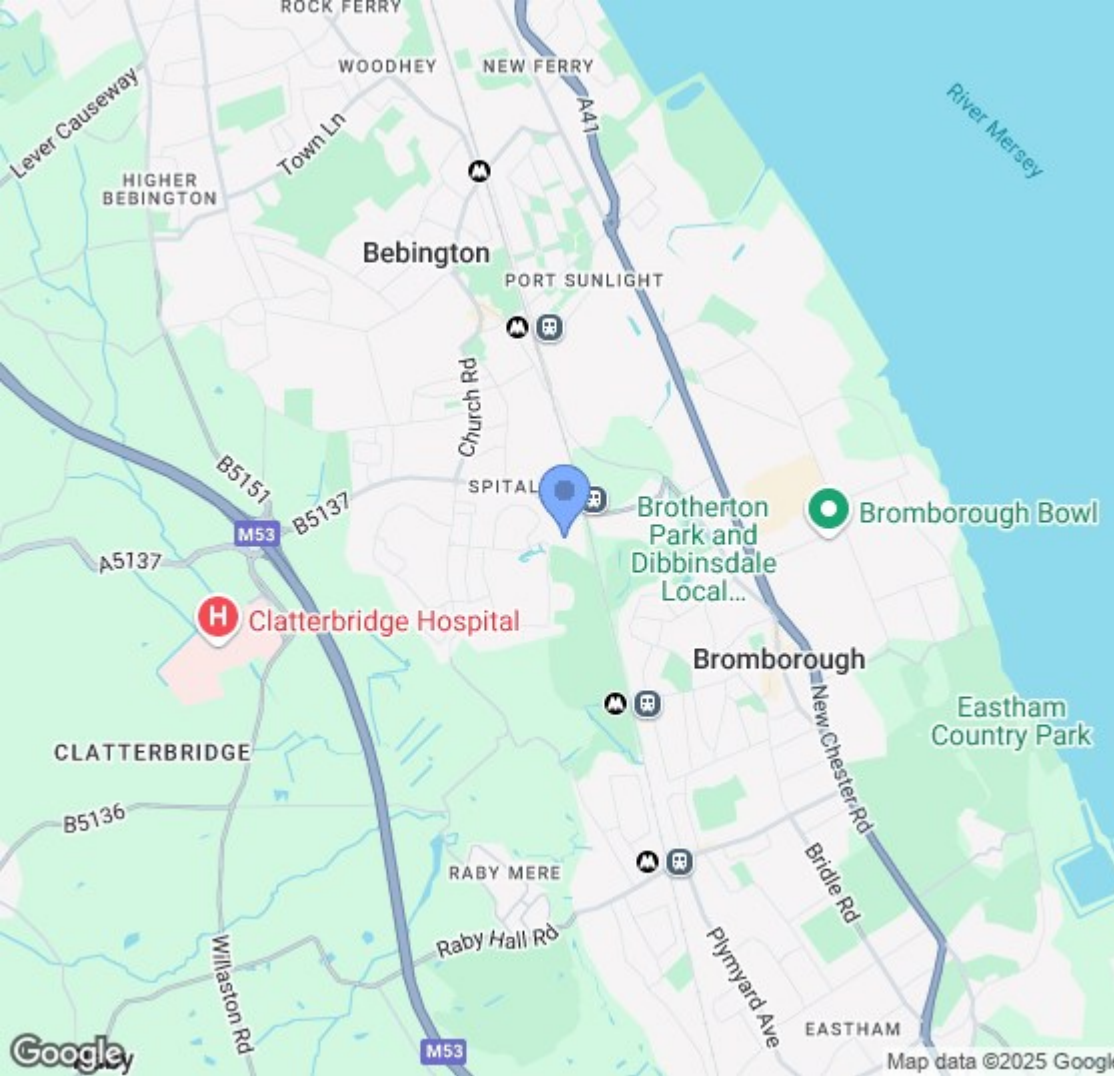 ROCK FERRY
WOODHEY
NEW FERRY
A41
River Mersey
Lever Causeway
Town Ln
HIGHER
BEBINGTON
Bebington
PORT SUNLIGHT
Church Rd
B5151
SPITAL
B5137
M53
A5137
Brotherton
Park and
Dibbinsdale
Local...
Bromborough Bowl
H
Clatterbridge Hospital
Bromborough
New Chester Rd
Eastham
Country Park
CLATTERBRIDGE
B5136
RABY MERE
Bridle Rd
Raby Hall Rd
Willaston Rd
Plymyard Ave
EASTHAM
M53
Google
Map data ©2025 Google